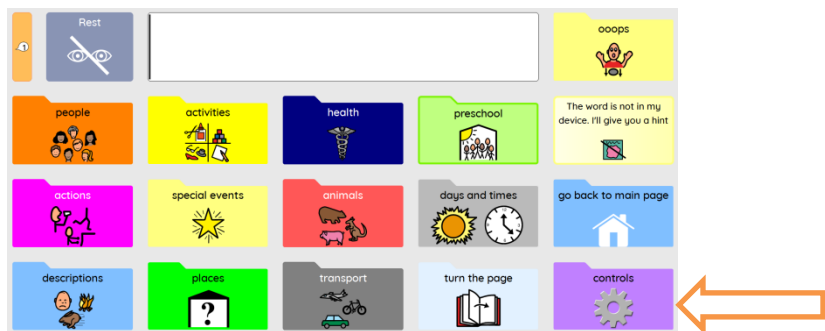 1
Rest
ooops
people
activities
health
preschool
The word is not in my
device. I'll give you a hint
actions
special events
animals
days and times
go back to main page
descriptions
places
?
transport
turn the page
controls